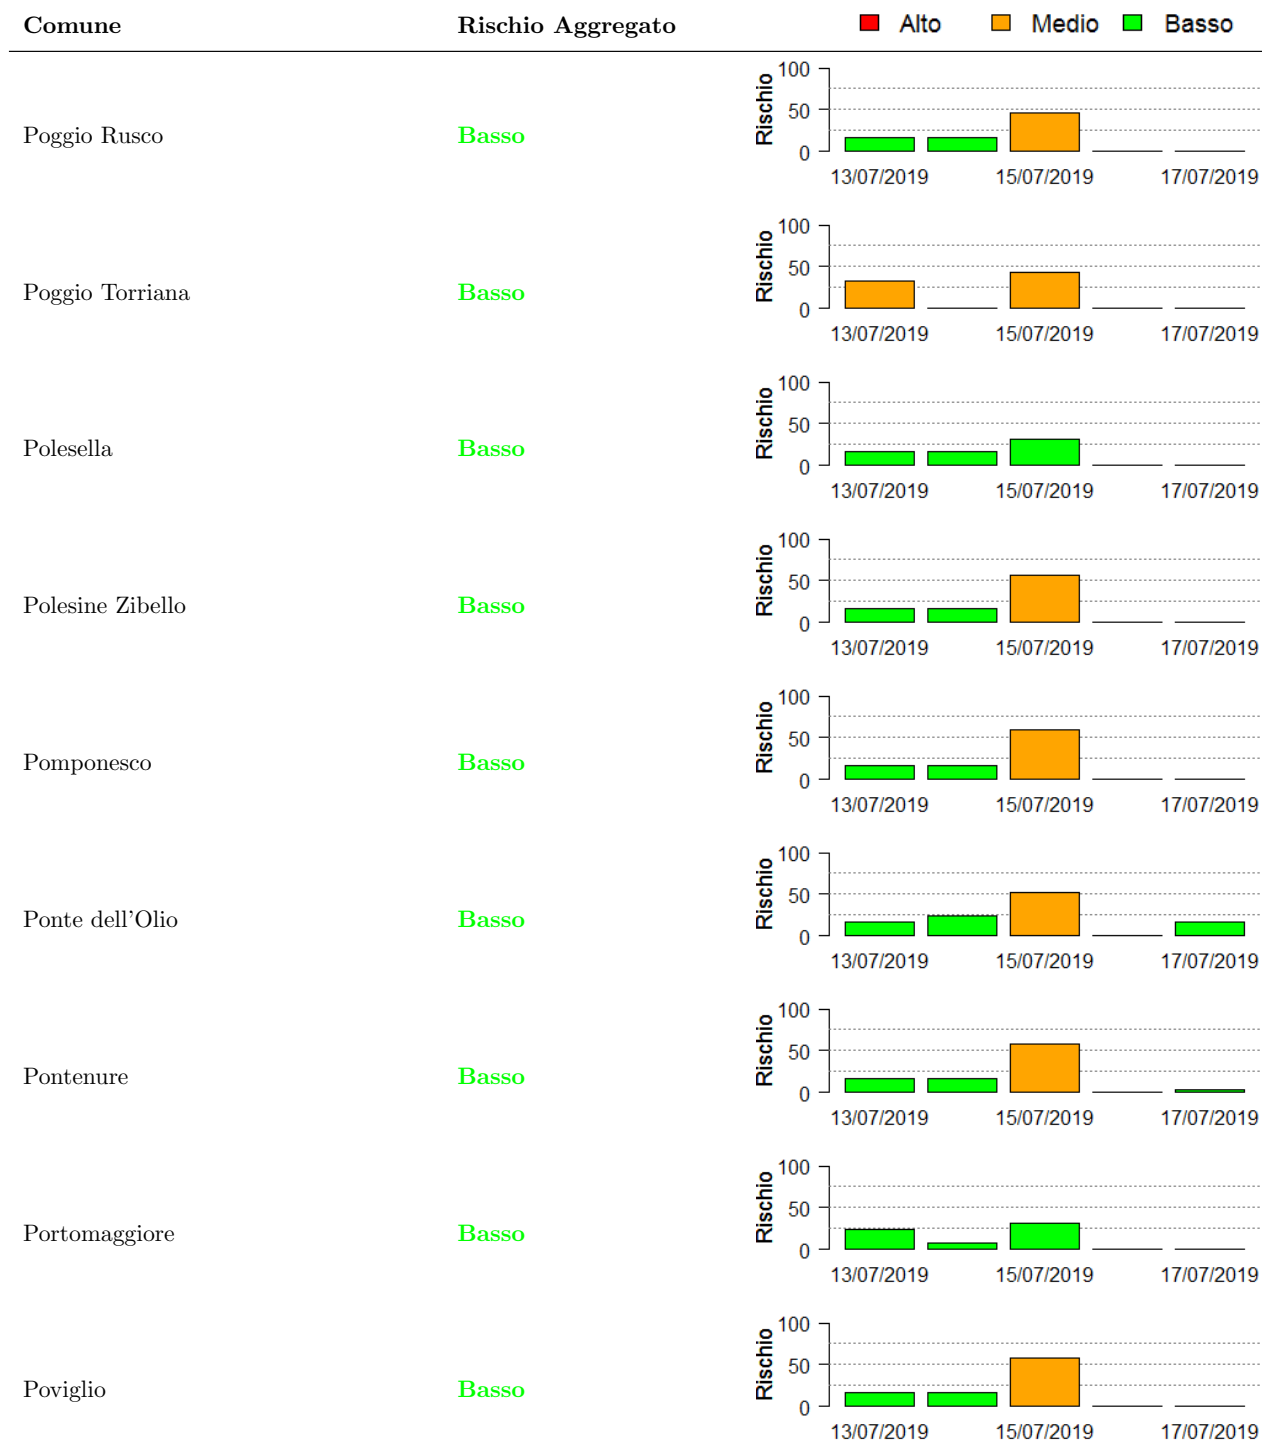 Comune Rischio Aggregato Alto Medio Basso
100
50
0
Rischio
Poggio Rusco Basso
13/07/2019 15/07/2019 17/07/2019
100
50
0
Rischio
Poggio Torriana Basso
13/07/2019 15/07/2019 17/07/2019
100
50
0
Rischio
Polesella Basso
13/07/2019 15/07/2019 17/07/2019
100
50
0
Rischio
Polesine Zibello Basso
13/07/2019 15/07/2019 17/07/2019
100
50
0
Rischio
Pomponesco Basso
13/07/2019 15/07/2019 17/07/2019
100
50
0
Rischio
Ponte dell'Olio Basso
13/07/2019 15/07/2019 17/07/2019
100
50
0
Rischio
Pontenure Basso
13/07/2019 15/07/2019 17/07/2019
100
50
0
Rischio
Portomaggiore Basso
13/07/2019 15/07/2019 17/07/2019
100
50
0
Rischio
Poviglio Basso
13/07/2019 15/07/2019 17/07/2019